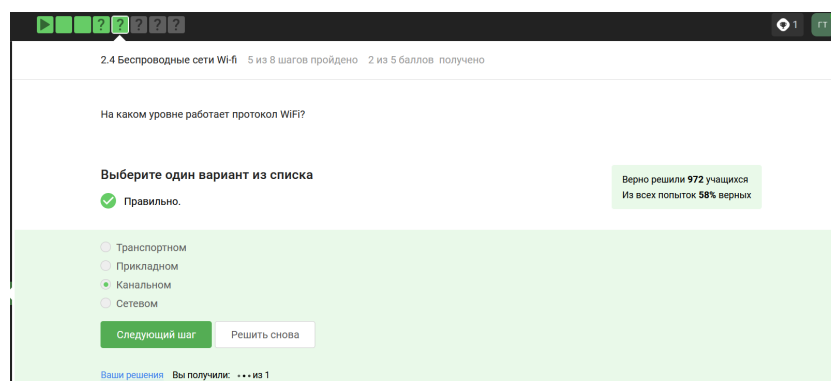 ? ? ? ? ?
1 ГТ
2.4 Беспроводные сети Wi-fi 5 из 8 шагов пройдено 2 из 5 баллов получено
На каком уровне работает протокол WiFi?
Выберите один вариант из списка
Верно решили 972 учащихся
Из всех попыток 58% верных
Правильно.
Транспортном
Прикладном
Канальном
Сетевом
Следующий шаг Решить снова
Ваши решения Вы получили: ••• из 1